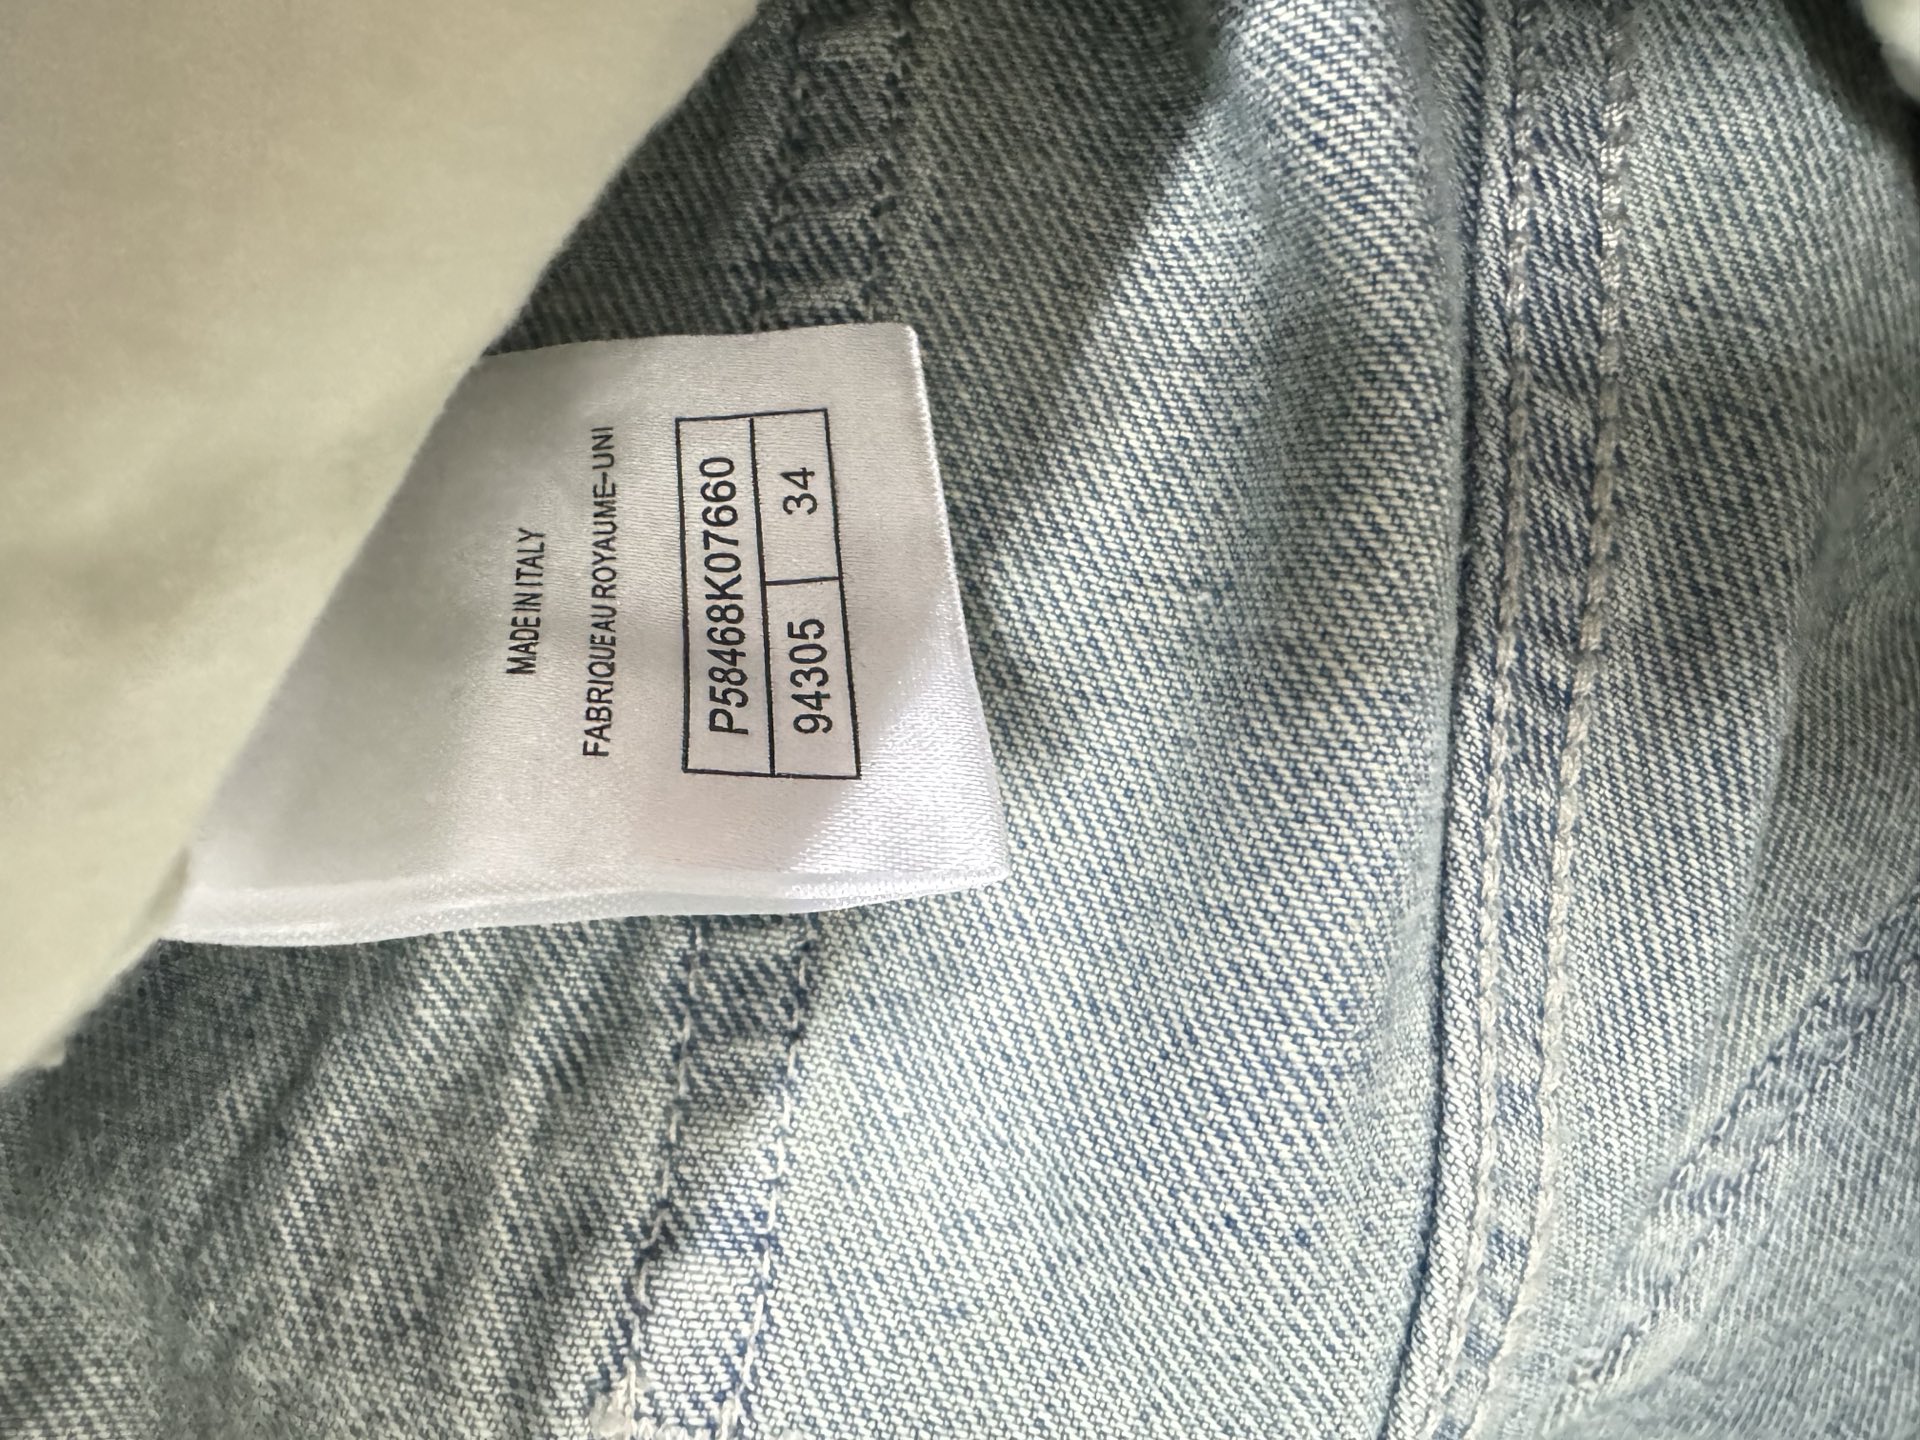 MADE IN ITALY
FABRIQUE AU ROYAUME-UNI
P58468K07660
94305 34